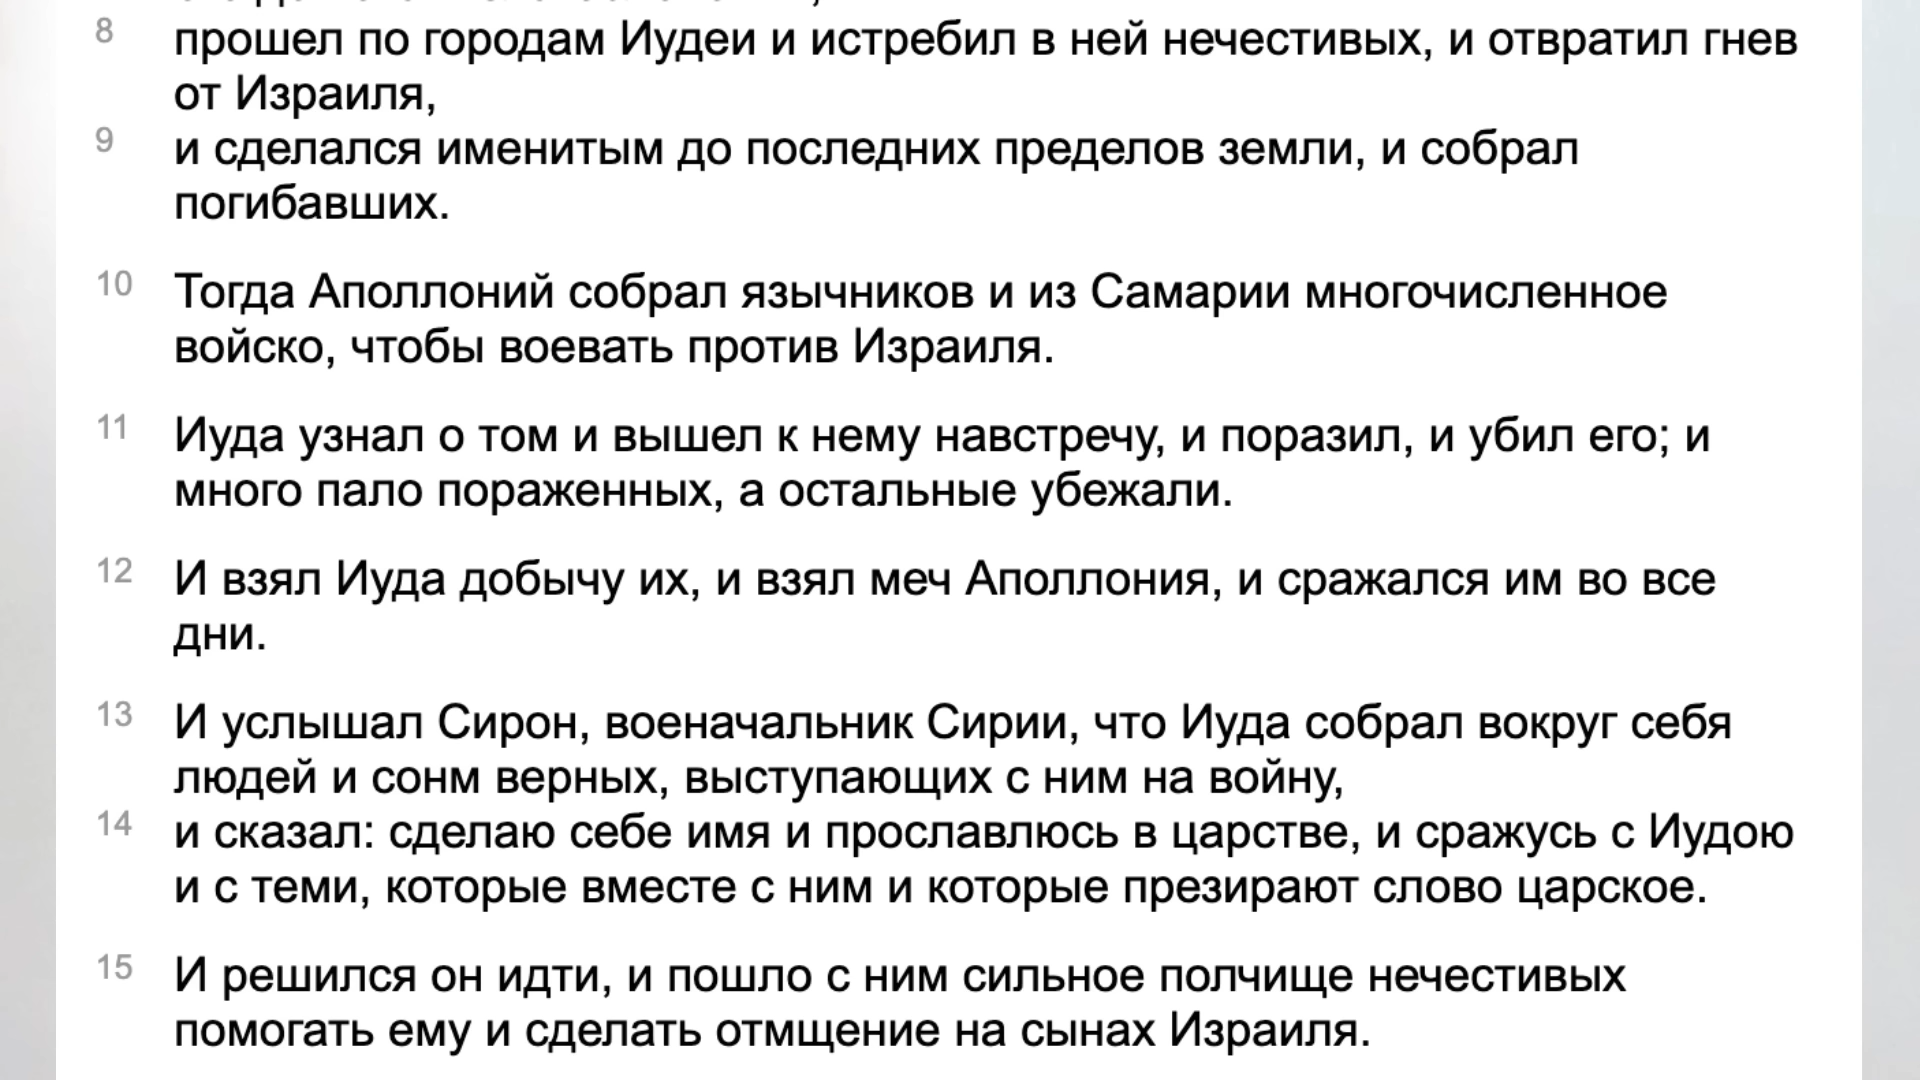 8 прошел по городам Иудеи и истребил в ней нечестивых, и отвратил гнев
от Израиля,
9 и сделался именитым до последних пределов земли, и собрал
погибавших.
10 Тогда Аполлоний собрал язычников и из Самарии многочисленное
войско, чтобы воевать против Израиля.
11 Иуда узнал о том и вышел к нему навстречу, и поразил, и убил его; и
много пало пораженных, а остальные убежали.
12 И взял Иуда добычу их, и взял меч Аполлония, и сражался им во все
дни.
13 И услышал Сирон, военачальник Сирии, что Иуда собрал вокруг себя
людей и сонм верных, выступающих с ним на войну,
14 и сказал: сделаю себе имя и прославлюсь в царстве, и сражусь с Иудою
и с теми, которые вместе с ним и которые презирают слово царское.
15 И решился он идти, и пошло с ним сильное полчище нечестивых
помогать ему и сделать отмщение на сынах Израиля.